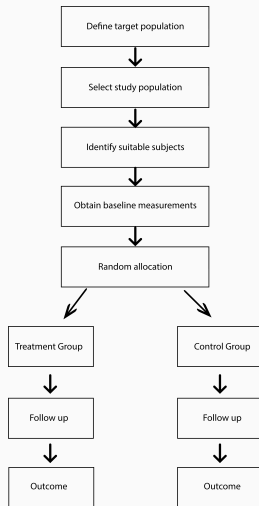 Define target population
Select study population
Identify suitable subjects
Obtain baseline measurements
Random allocation
Treatment Group
Control Group
Follow up
Follow up
Outcome
Outcome